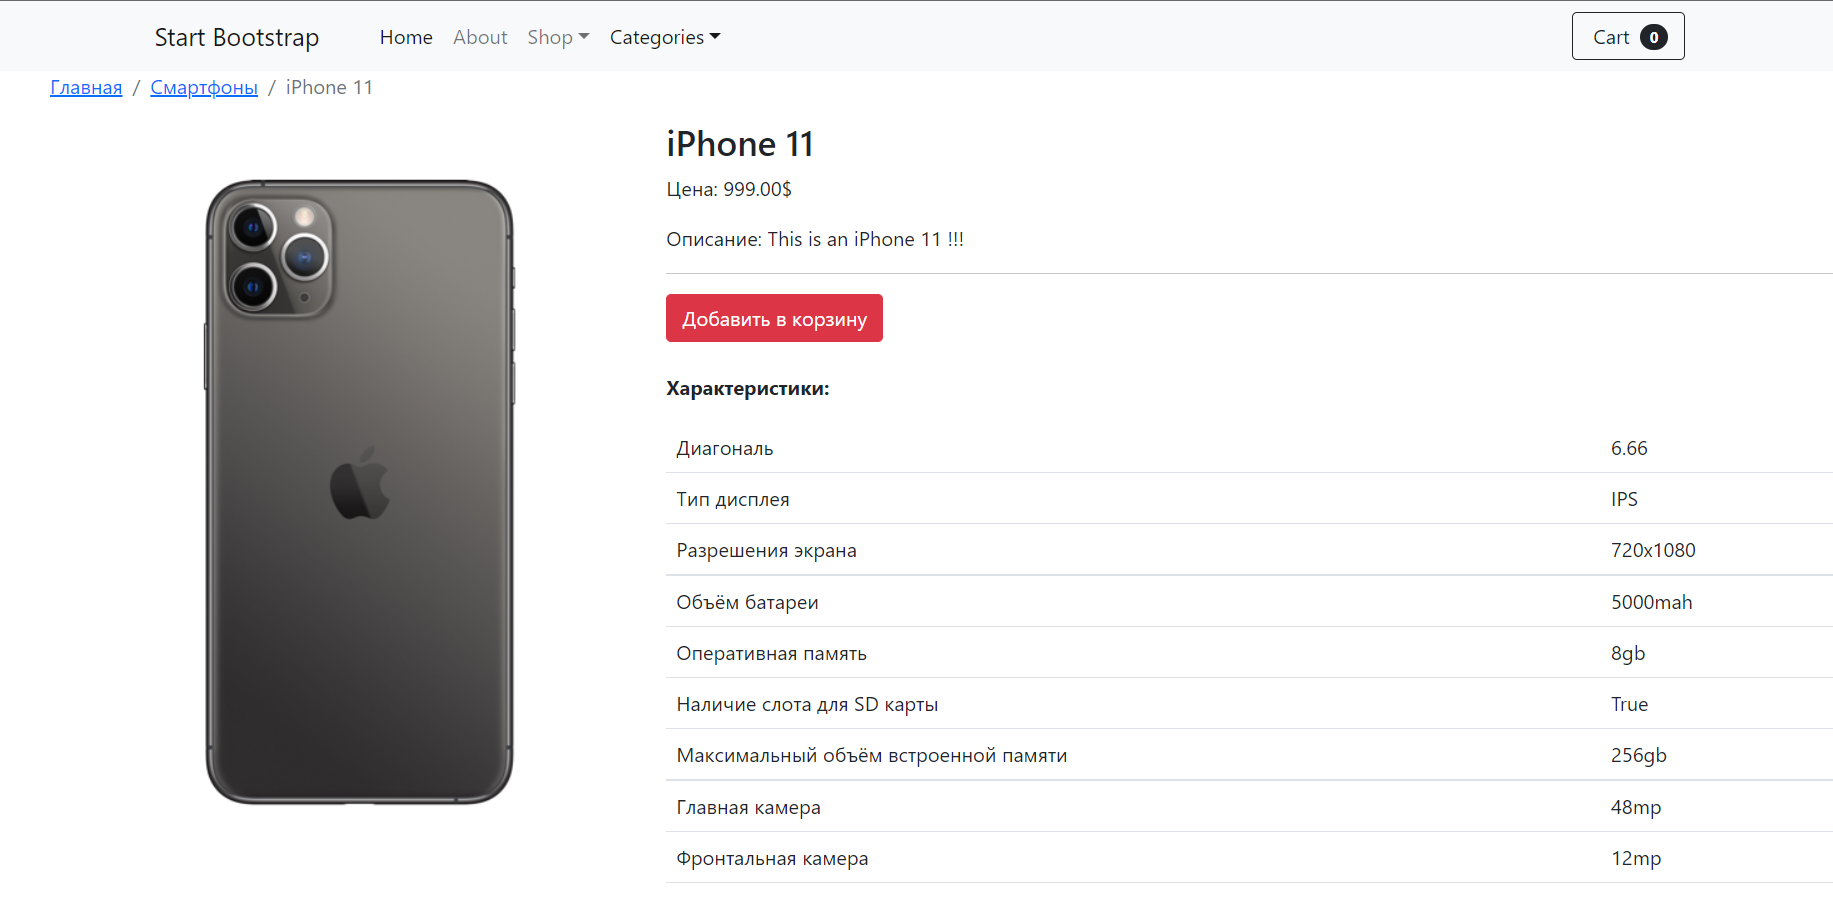 Start Bootstrap Home About Shop Categories Cart 0
Главная / Смартфоны / iPhone 11
iPhone 11
Цена: 999.00$
Описание: This is an iPhone 11 !!!
Добавить в корзину
Характеристики:
Диагональ 6.66
Тип дисплея IPS
Разрешения экрана 720x1080
Объём батареи 5000mah
Оперативная память 8gb
Наличие слота для SD карты True
Максимальный объём встроенной памяти 256gb
Главная камера 48mp
Фронтальная камера 12mp